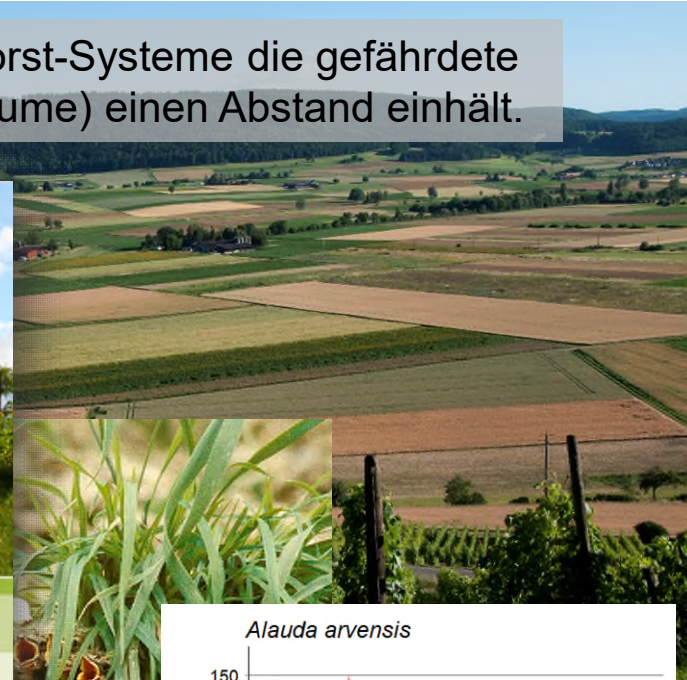 orst-Systeme die gefährdete
ume) einen Abstand einhält.
Alauda arvensis
150